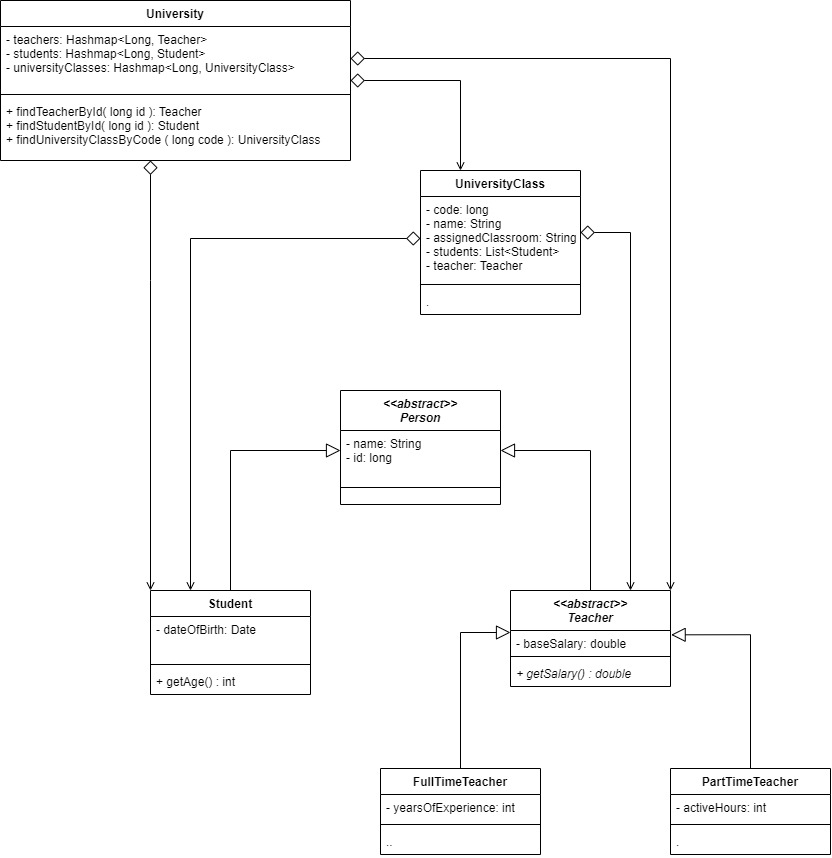 University
- teachers: Hashmap<Long, Teacher>
- students: Hashmap<Long, Student>
- universityClasses: Hashmap<Long, UniversityClass>
+ findTeacherById( long id ): Teacher
+ findStudentById( long id ): Student
+ findUniversityClassByCode ( long code ): UniversityClass
UniversityClass
- code: long
- name: String
- assignedClassroom: String
- students: List<Student>
- teacher: Teacher
.
<<abstract>>
Person
- name: String
- id: long
Student
- dateOfBirth: Date
+ getAge() : int
<<abstract>>
Teacher
- baseSalary: double
+ getSalary() : double
FullTimeTeacher
- yearsOfExperience: int
..
PartTimeTeacher
- activeHours: int
.